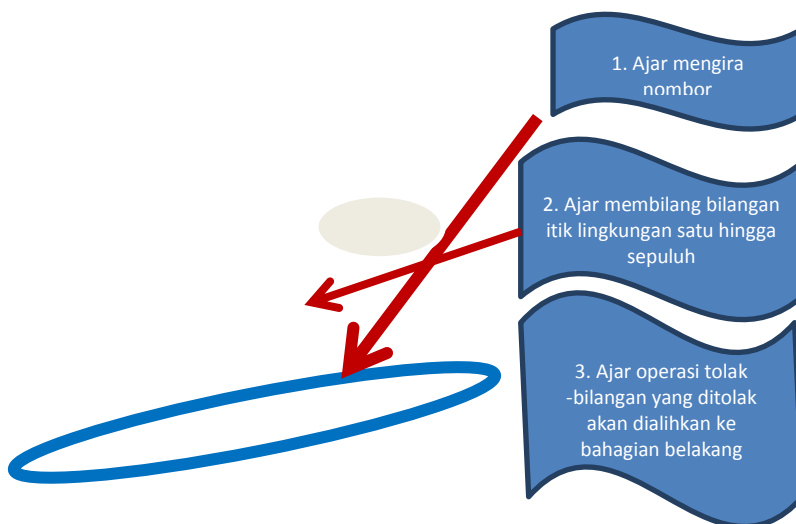 1. Ajar mengira
nombor
2. Ajar membilang bilangan
itik lingkungan satu hingga
sepuluh
3. Ajar operasi tolak
-bilangan yang ditolak
akan dialihkan ke
bahagian belakang